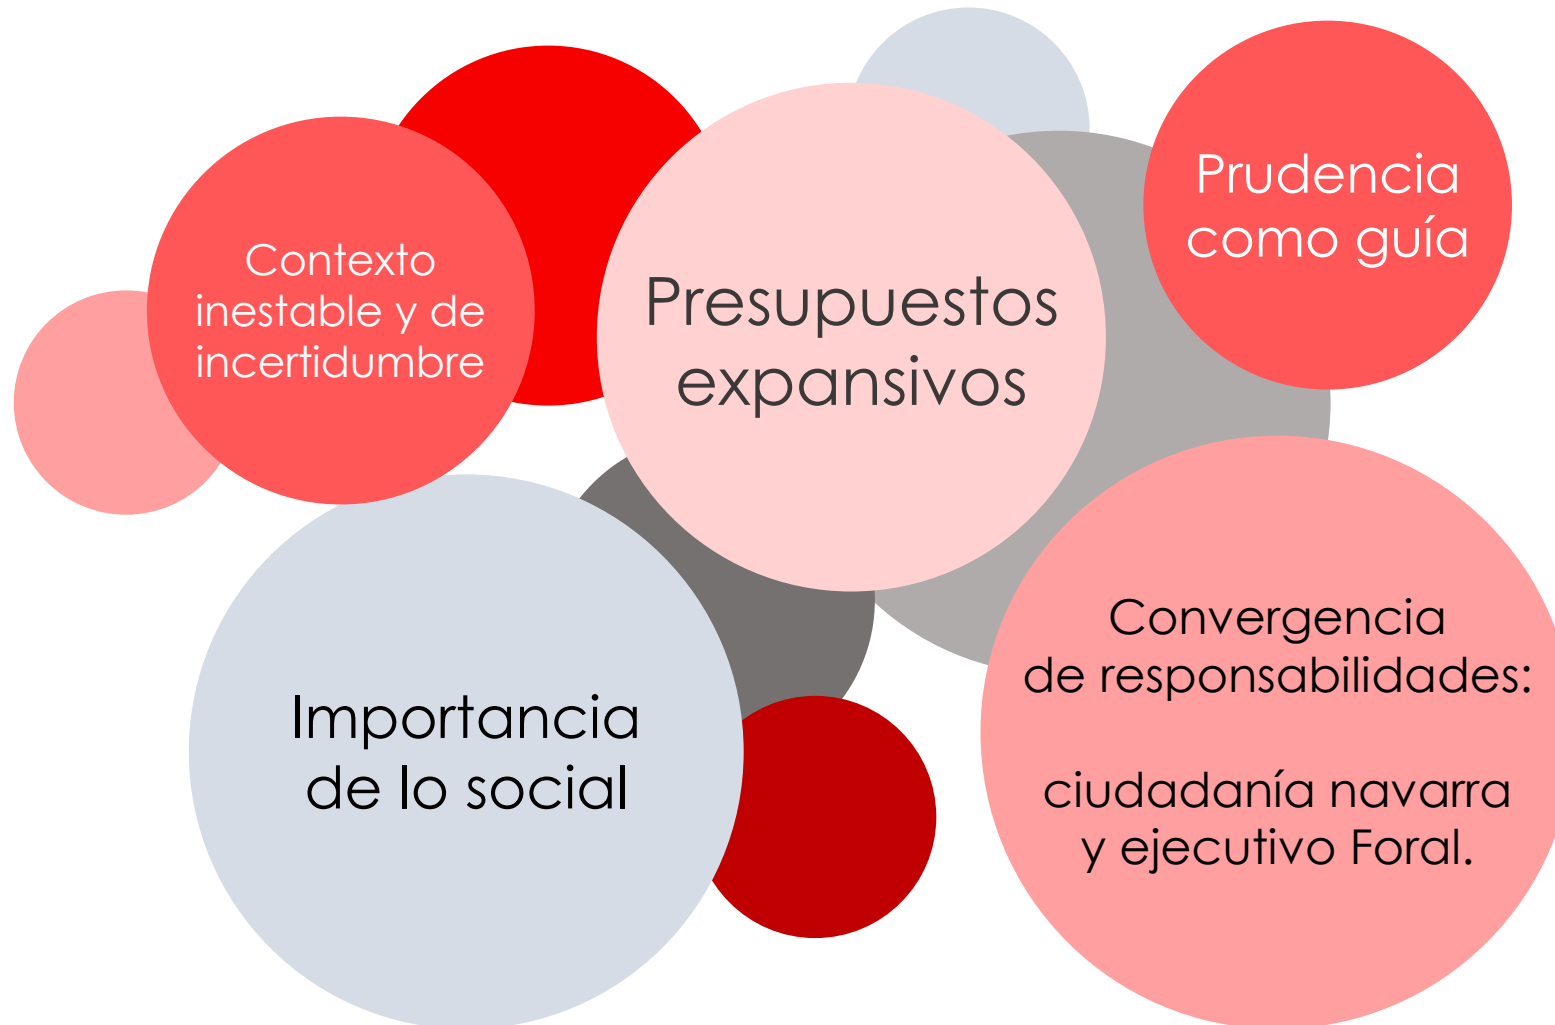 Contexto
inestable y de
incertidumbre
Presupuestos
expansivos
Prudencia
como guía
Importancia
de lo social
Convergencia
de responsabilidades:
ciudadanía navarra
y ejecutivo Foral.